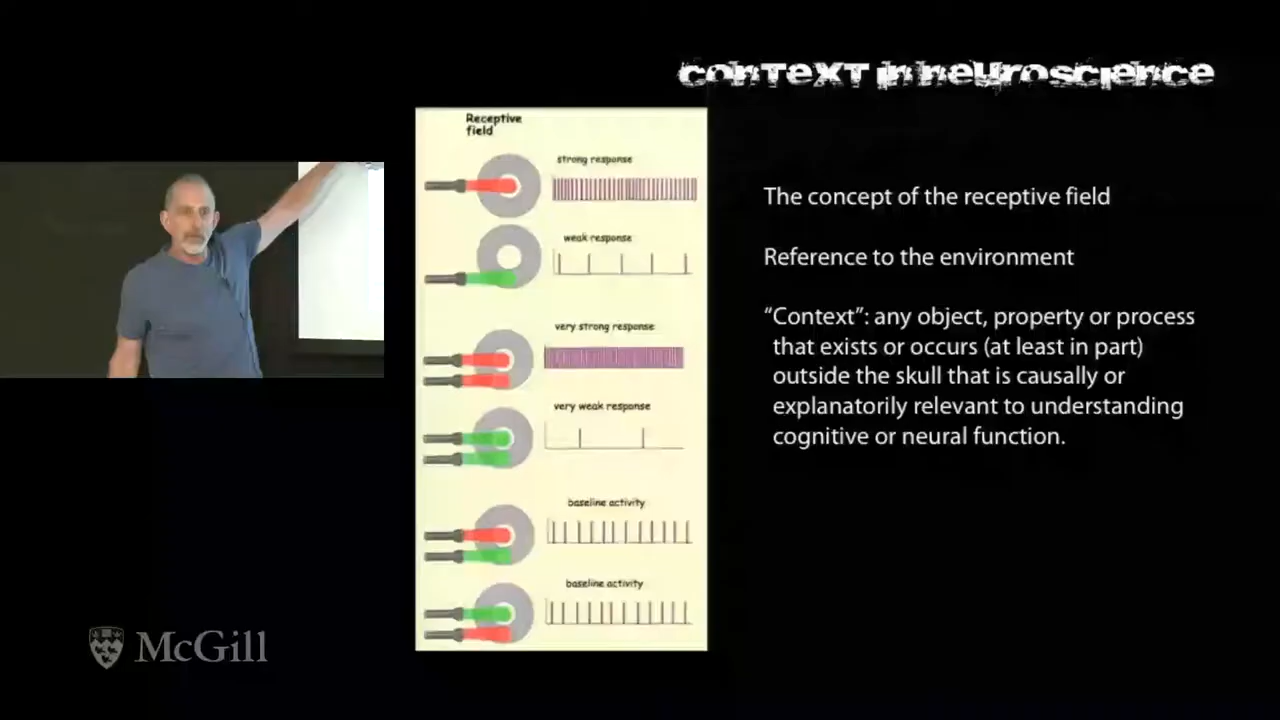 conTEXT in neuroscience
Receptive
field
strong response
weak response
very strong response
very weak response
baseline activity
baseline activity
The concept of the receptive field
Reference to the environment
“Context”: any object, property or process
that exists or occurs (at least in part)
outside the skull that is causally or
explanatorily relevant to understanding
cognitive or neural function.
McGill